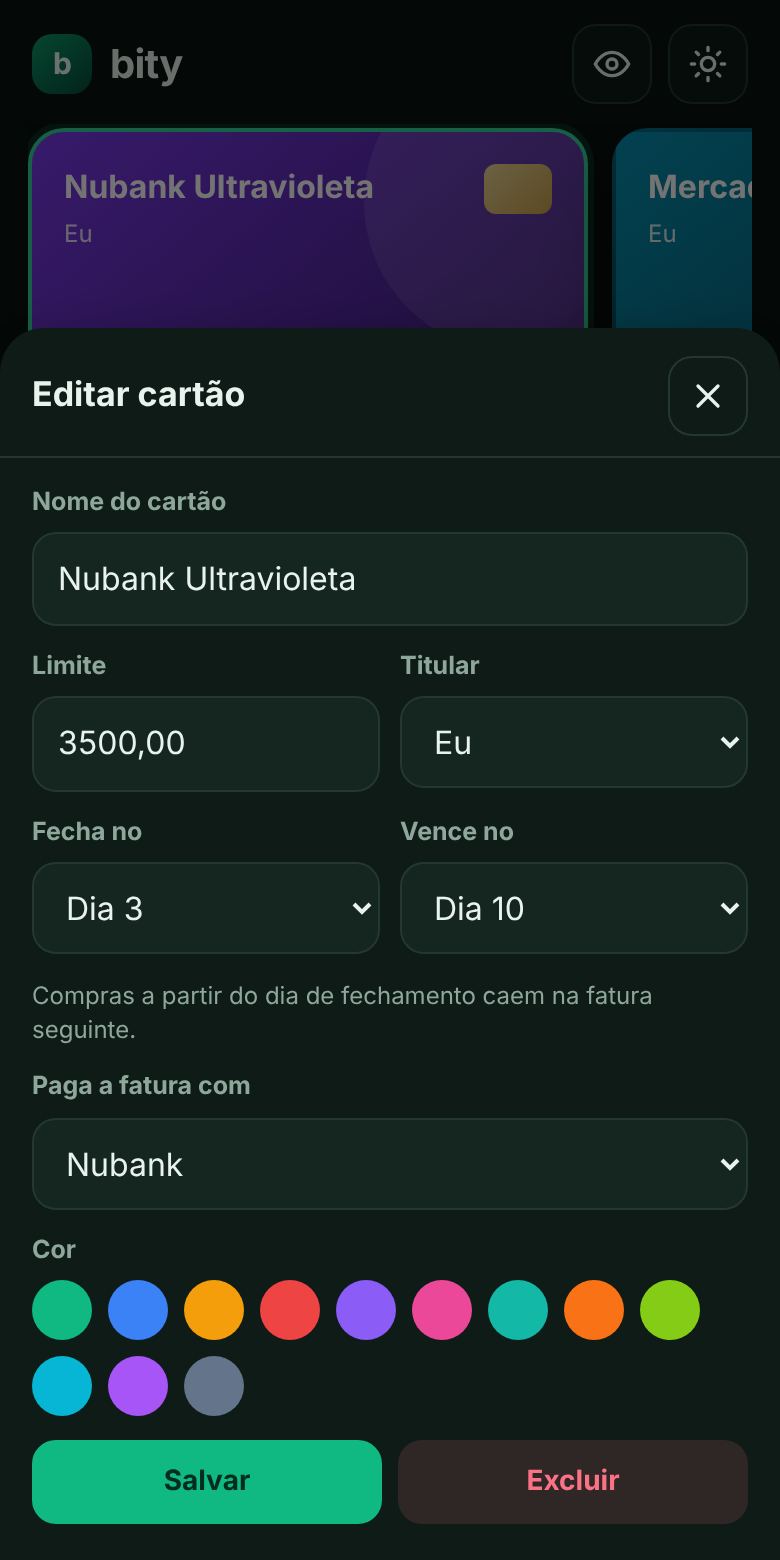 b bity
Nubank Ultravioleta
Eu
Eu
Editar cartão
Nome do cartão
Nubank Ultravioleta
Limite Titular
3500,00 Eu
Fecha no Vence no
Dia 3 Dia 10
Compras a partir do dia de fechamento caem na fatura
seguinte.
Paga a fatura com
Nubank
Cor
Salvar Excluir